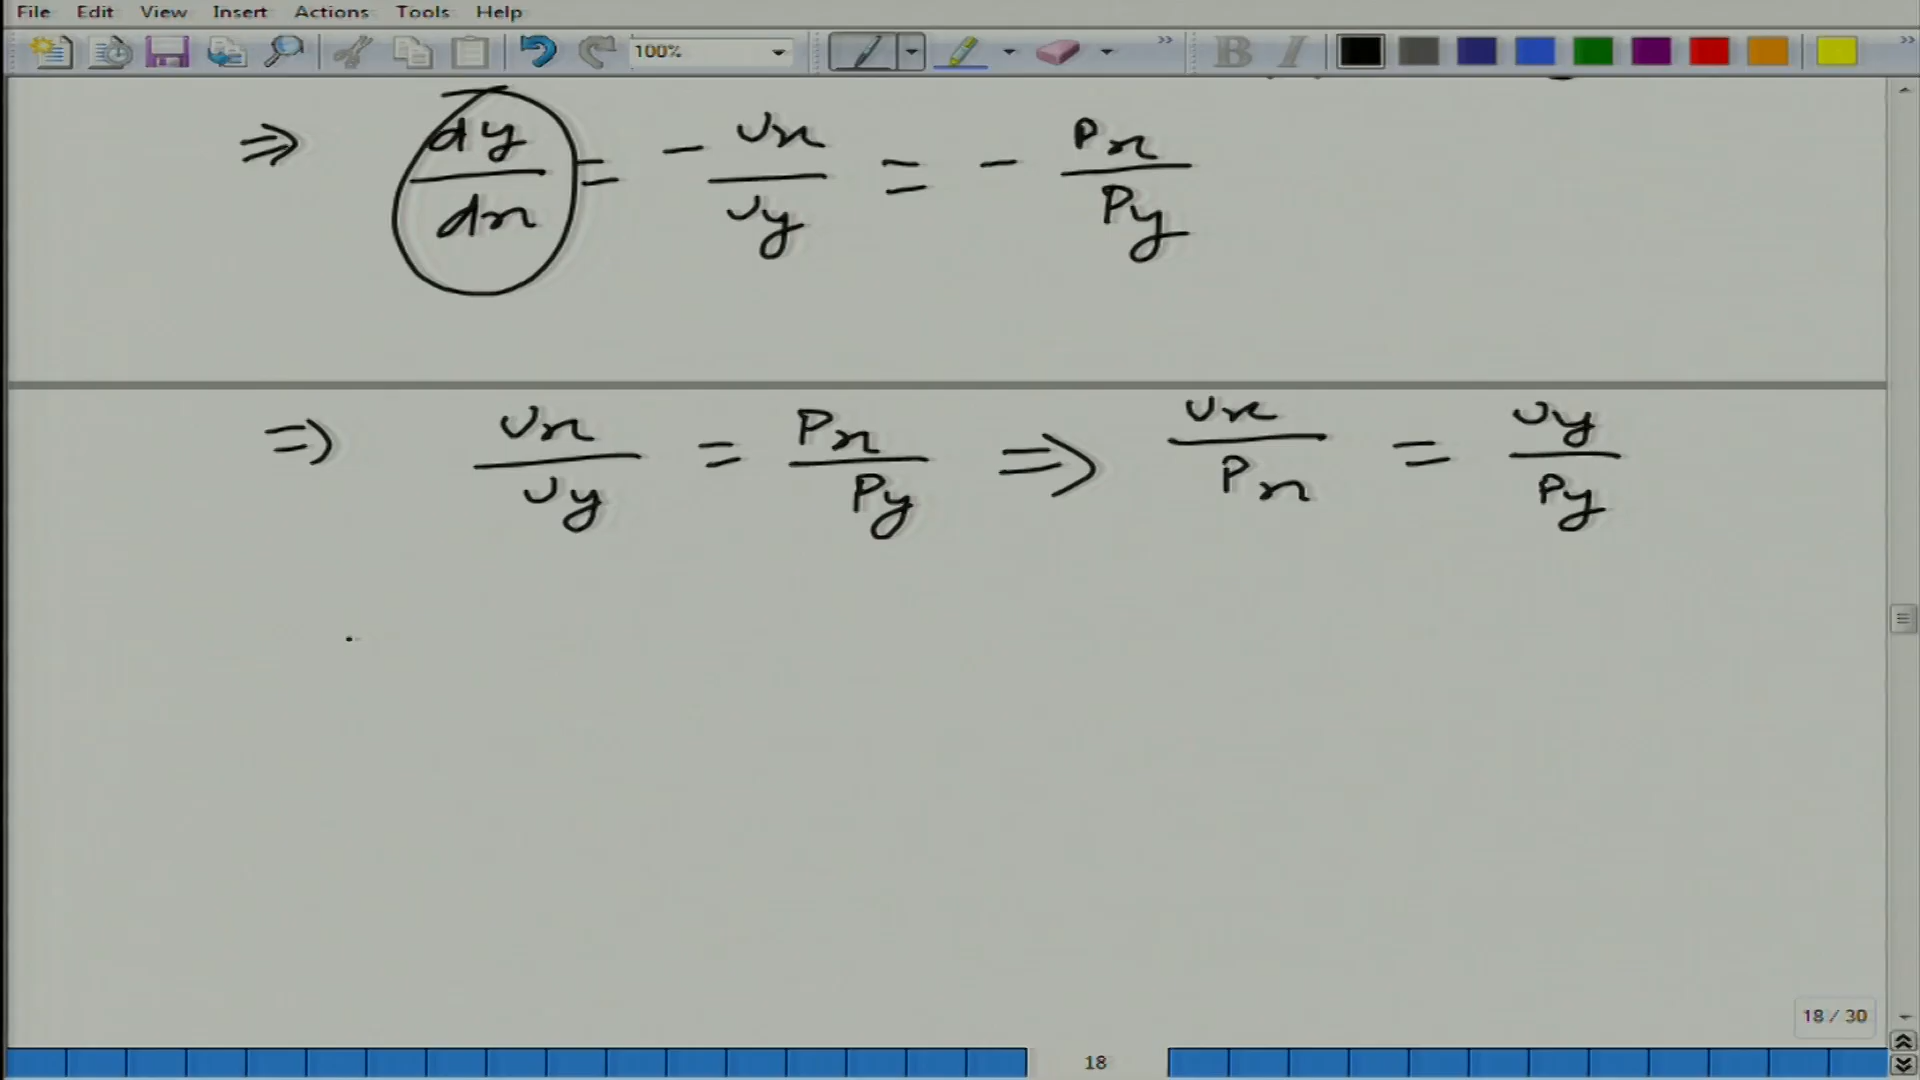 File Edit View Insert Actions Tools Help
100%
B I
⇒ dy/dx = - Ux/Uy = - Px/Py
⇒ Ux/Uy = Px/Py ⇒ Ux/Px = Uy/Py
18 / 30
18